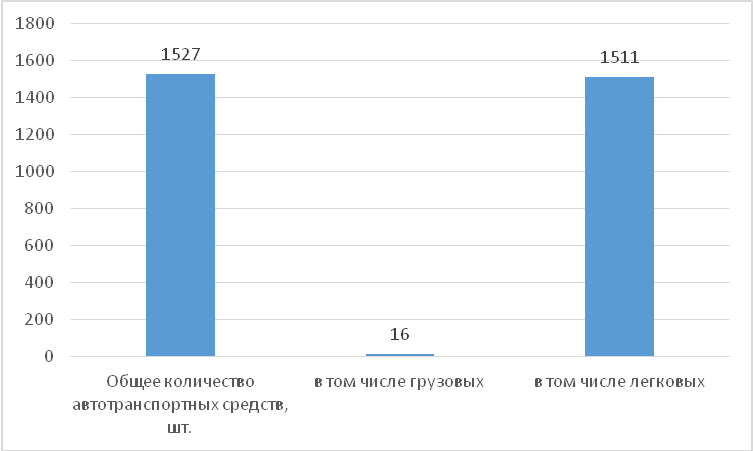 1800
1600
1400
1200
1000
800
600
400
200
0
1527
16
1511
Общее количество
автотранспортных средств,
шт.
в том числе грузовых
в том числе легковых